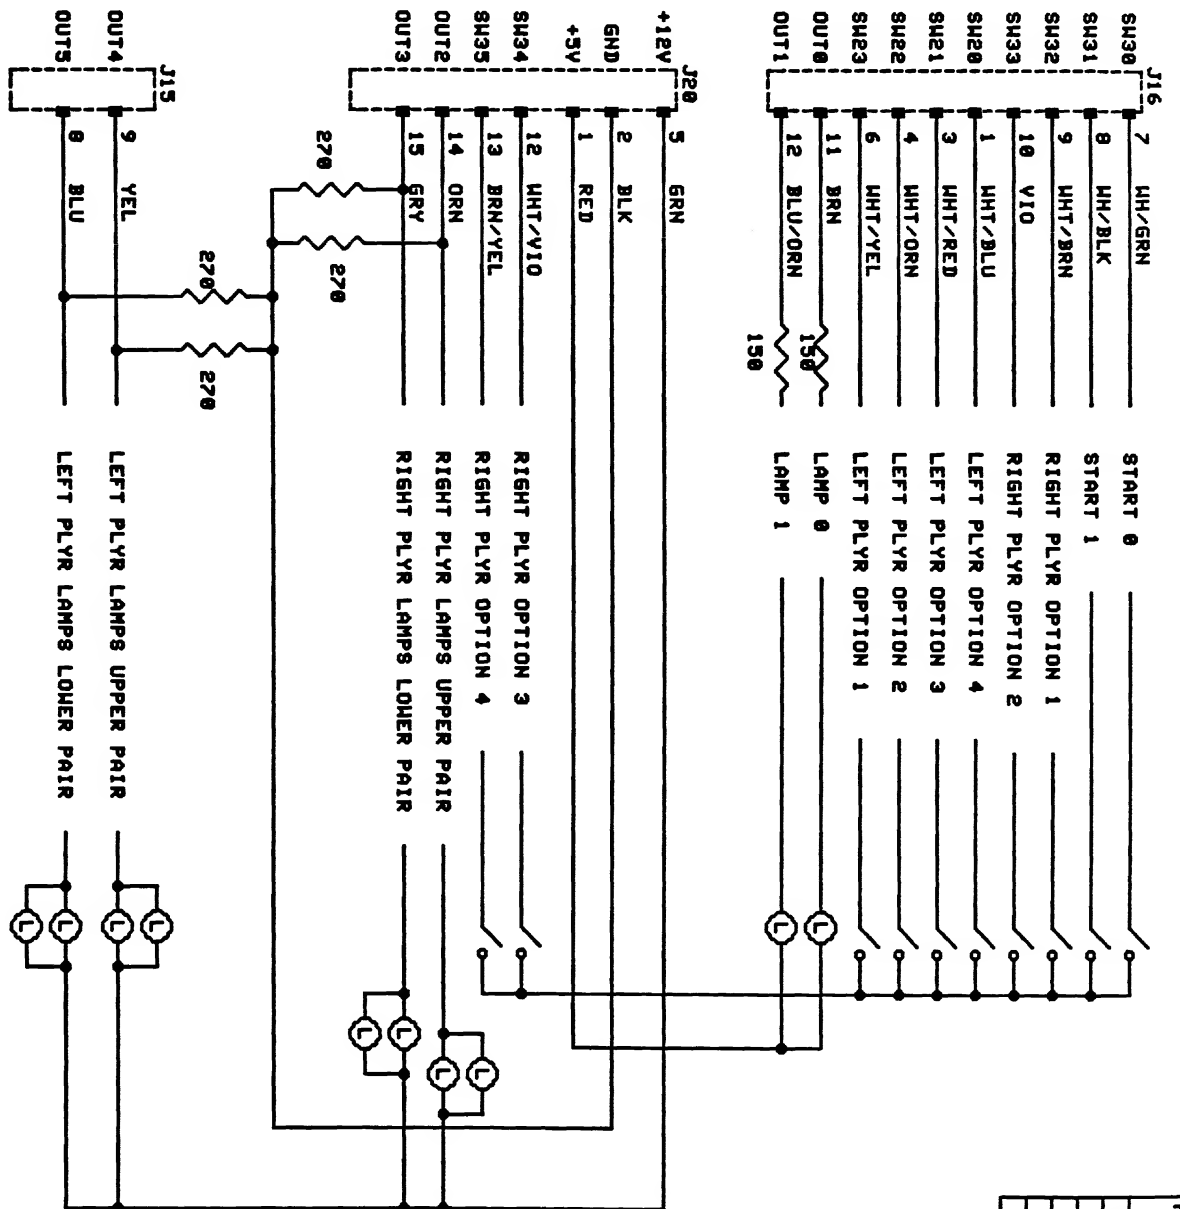 J16
SW30 7 WH/GRN START 0
SW31 8 WH/BLK START 1
SW32 9 WHT/BRN RIGHT PLYR OPTION 1
SW33 10 VIO RIGHT PLYR OPTION 2
SW20 1 WHT/BLU LEFT PLYR OPTION 4
SW21 3 WHT/RED LEFT PLYR OPTION 3
SW22 4 WHT/ORN LEFT PLYR OPTION 2
SW23 6 WHT/YEL LEFT PLYR OPTION 1
OUT0 11 BRN 150 LAMP 0 L
OUT1 12 BLU/ORN 150 LAMP 1 L
J20
+12V 5 GRN
GND 2 BLK
+5V 1 RED
SW34 12 WHT/VIO RIGHT PLYR OPTION 3
SW35 13 BRN/YEL RIGHT PLYR OPTION 4
L
OUT2 14 ORN RIGHT PLYR LAMPS UPPER PAIR L
OUT3 15 GRY RIGHT PLYR LAMPS LOWER PAIR L
L
270
270
270
270
J15
L
OUT4 9 YEL LEFT PLYR LAMPS UPPER PAIR L
OUT5 8 BLU LEFT PLYR LAMPS LOWER PAIR L
L